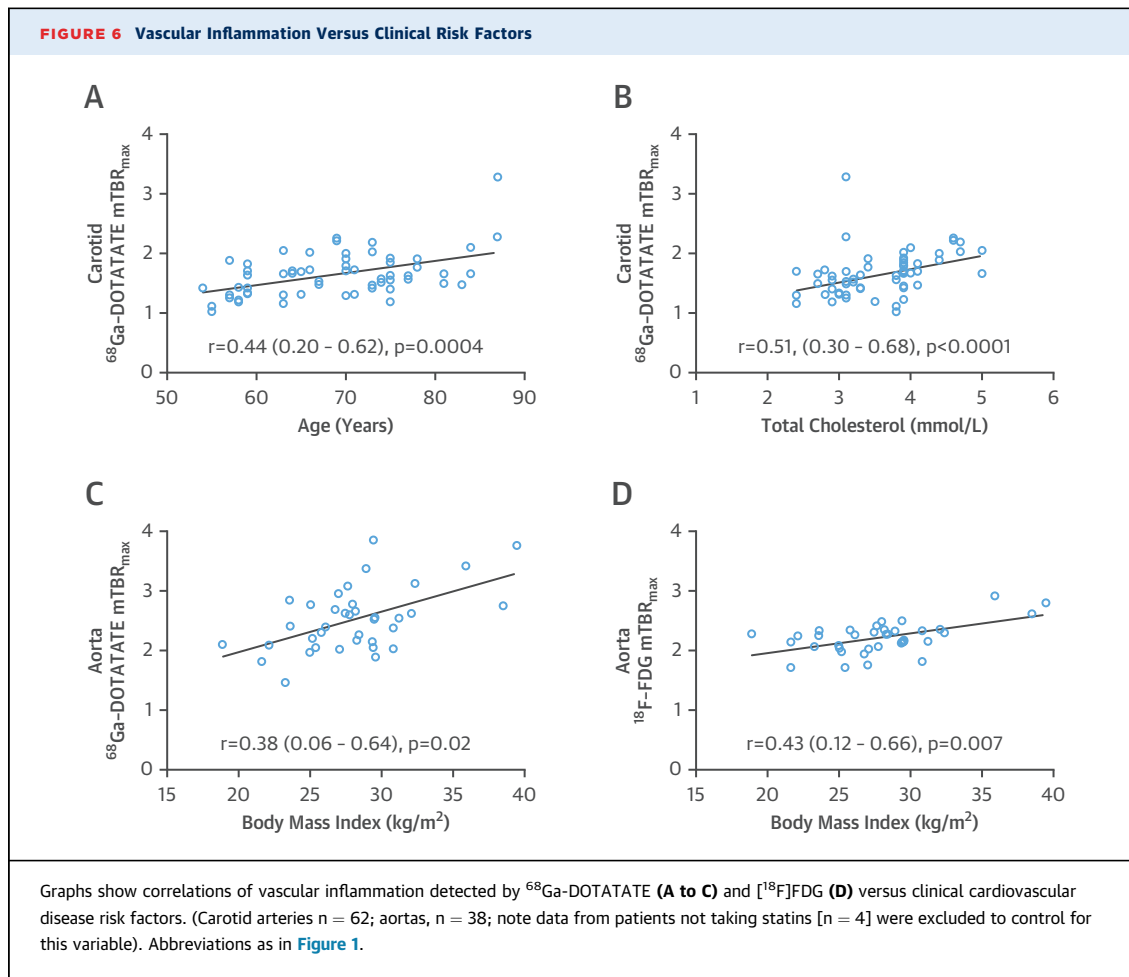 FIGURE 6 Vascular Inflammation Versus Clinical Risk Factors
A
Carotid
⁶⁸Ga-DOTATATE mTBRmax
4
3
2
1
0
r=0.44 (0.20 - 0.62), p=0.0004
50 60 70 80 90
Age (Years)
B
Carotid
⁶⁸Ga-DOTATATE mTBRmax
4
3
2
1
0
r=0.51, (0.30 - 0.68), p<0.0001
1 2 3 4 5 6
Total Cholesterol (mmol/L)
C
Aorta
⁶⁸Ga-DOTATATE mTBRmax
4
3
2
1
0
r=0.38 (0.06 - 0.64), p=0.02
15 20 25 30 35 40
Body Mass Index (kg/m²)
D
Aorta
¹⁸F-FDG mTBRmax
4
3
2
1
0
r=0.43 (0.12 - 0.66), p=0.007
15 20 25 30 35 40
Body Mass Index (kg/m²)
Graphs show correlations of vascular inflammation detected by ⁶⁸Ga-DOTATATE (A to C) and [¹⁸F]FDG (D) versus clinical cardiovascular
disease risk factors. (Carotid arteries n = 62; aortas, n = 38; note data from patients not taking statins [n = 4] were excluded to control for
this variable). Abbreviations as in Figure 1.